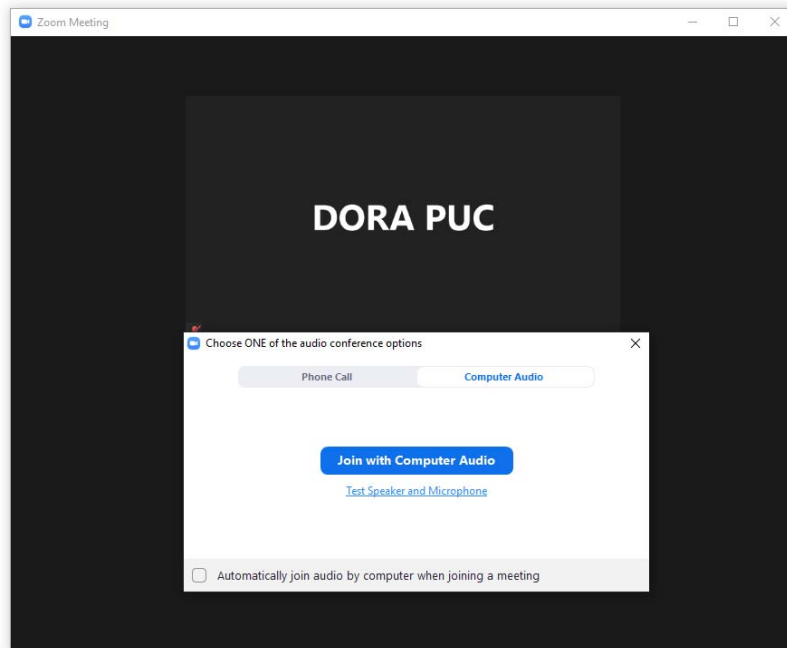 Zoom Meeting
DORA PUC
Choose ONE of the audio conference options
Phone Call
Computer Audio
Join with Computer Audio
Test Speaker and Microphone
Automatically join audio by computer when joining a meeting